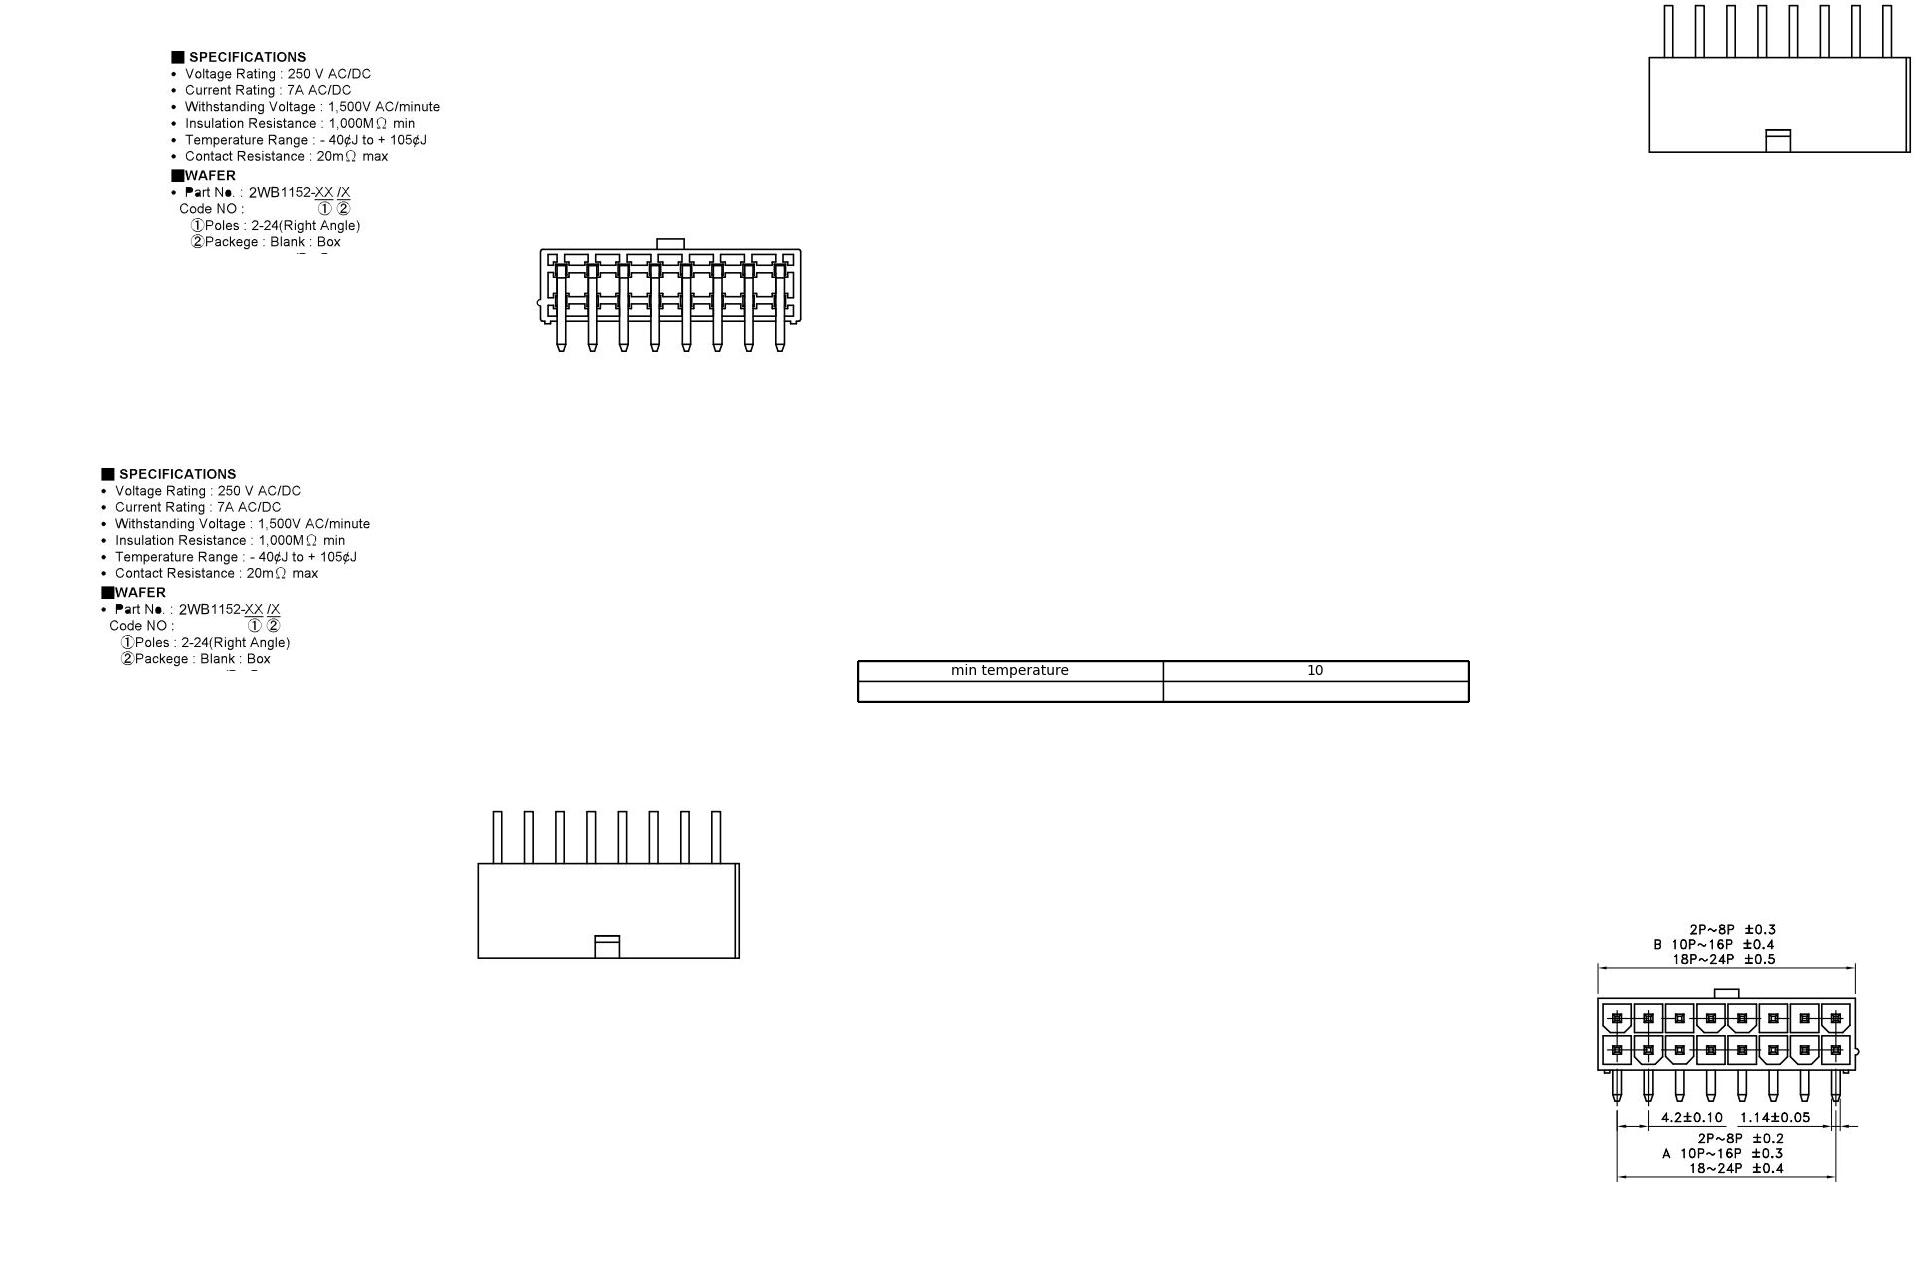 ■ SPECIFICATIONS
• Voltage Rating : 250 V AC/DC
• Current Rating : 7A AC/DC
• Withstanding Voltage : 1,500V AC/minute
• Insulation Resistance : 1,000MΩ min
• Temperature Range : - 40¢J to + 105¢J
• Contact Resistance : 20mΩ max
■WAFER
• Part No. : 2WB1152-XX /X
Code NO : ① ②
①Poles : 2-24(Right Angle)
②Packege : Blank : Box
■ SPECIFICATIONS
• Voltage Rating : 250 V AC/DC
• Current Rating : 7A AC/DC
• Withstanding Voltage : 1,500V AC/minute
• Insulation Resistance : 1,000MΩ min
• Temperature Range : - 40¢J to + 105¢J
• Contact Resistance : 20mΩ max
■WAFER
• Part No. : 2WB1152-XX /X
Code NO : ① ②
①Poles : 2-24(Right Angle)
②Packege : Blank : Box
min temperature 10
2P~8P ±0.3
B 10P~16P ±0.4
18P~24P ±0.5
4.2±0.10 1.14±0.05
2P~8P ±0.2
A 10P~16P ±0.3
18~24P ±0.4